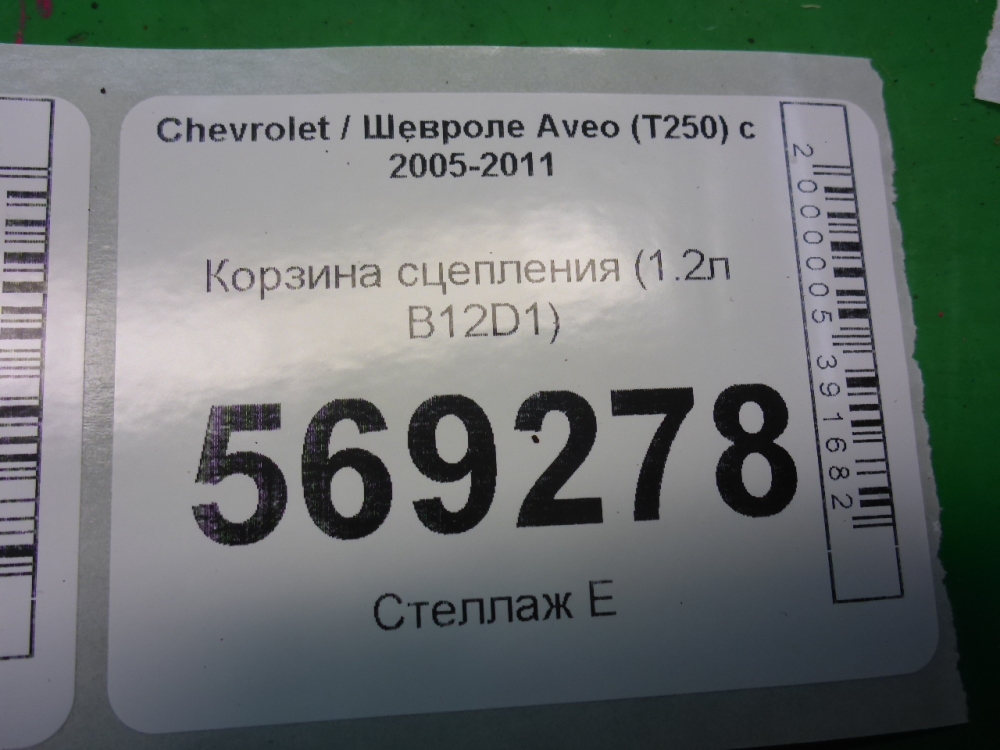 Chevrolet / Шевроле Aveo (T250) с
2005-2011
Корзина сцепления (1.2л
B12D1)
569278
Стеллаж E
2000005391682